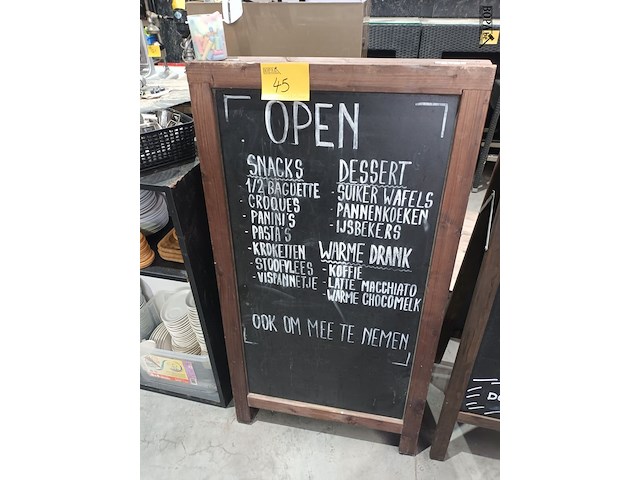 45
OPEN
SNACKS
- 1/2 BAGUETTE
- CROQUES
- PANINI'S
- PASTA'S
- KROKETTEN
- STOOFVLEES
- VISPANNETJE
DESSERT
- SUIKER WAFELS
- PANNENKOEKEN
- IJSBEKERS
WARME DRANK
- KOFFIE
- LATTE MACCHIATO
- WARME CHOCOMELK
OOK OM MEE TE NEMEN